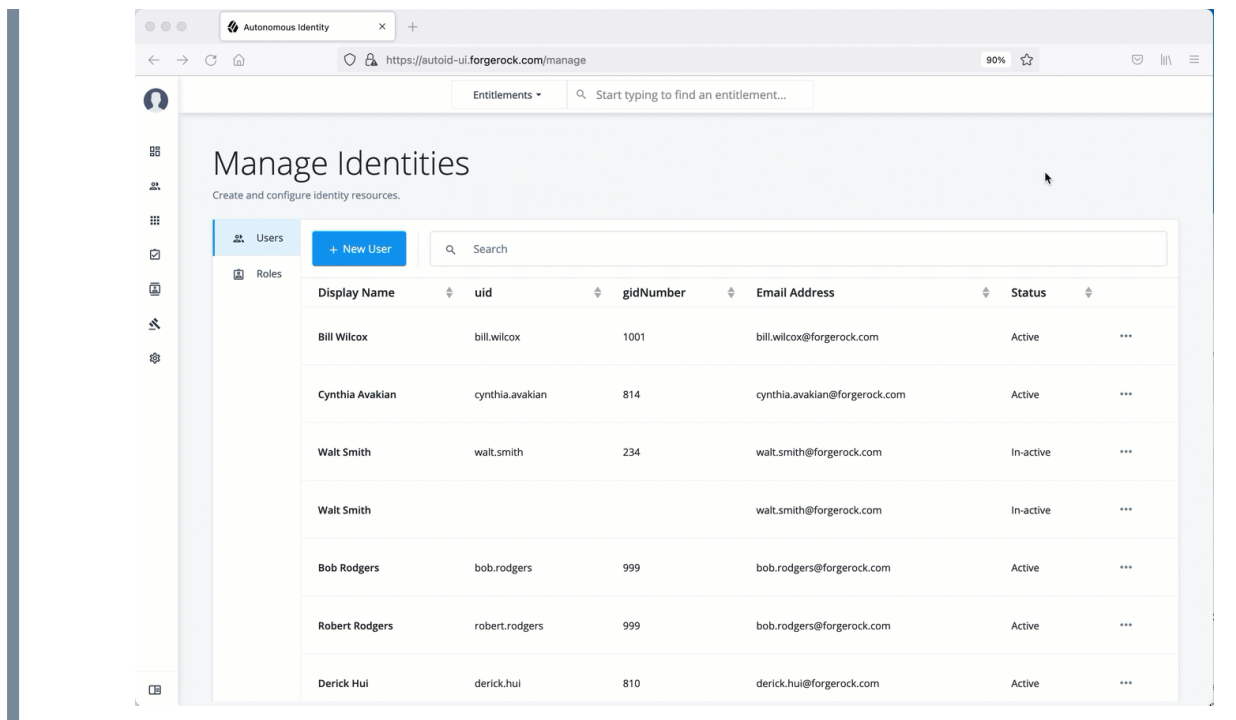 Autonomous Identity
https://autoid-ui.forgerock.com/manage 90%
Entitlements Start typing to find an entitlement...
Manage Identities
Create and configure identity resources.
Users
Roles
+ New User Search
Display Name uid gidNumber Email Address Status
Bill Wilcox bill.wilcox 1001 bill.wilcox@forgerock.com Active
Cynthia Avakian cynthia.avakian 814 cynthia.avakian@forgerock.com Active
Walt Smith walt.smith 234 walt.smith@forgerock.com In-active
Walt Smith walt.smith@forgerock.com In-active
Bob Rodgers bob.rodgers 999 bob.rodgers@forgerock.com Active
Robert Rodgers robert.rodgers 999 bob.rodgers@forgerock.com Active
Derick Hui derick.hui 810 derick.hui@forgerock.com Active